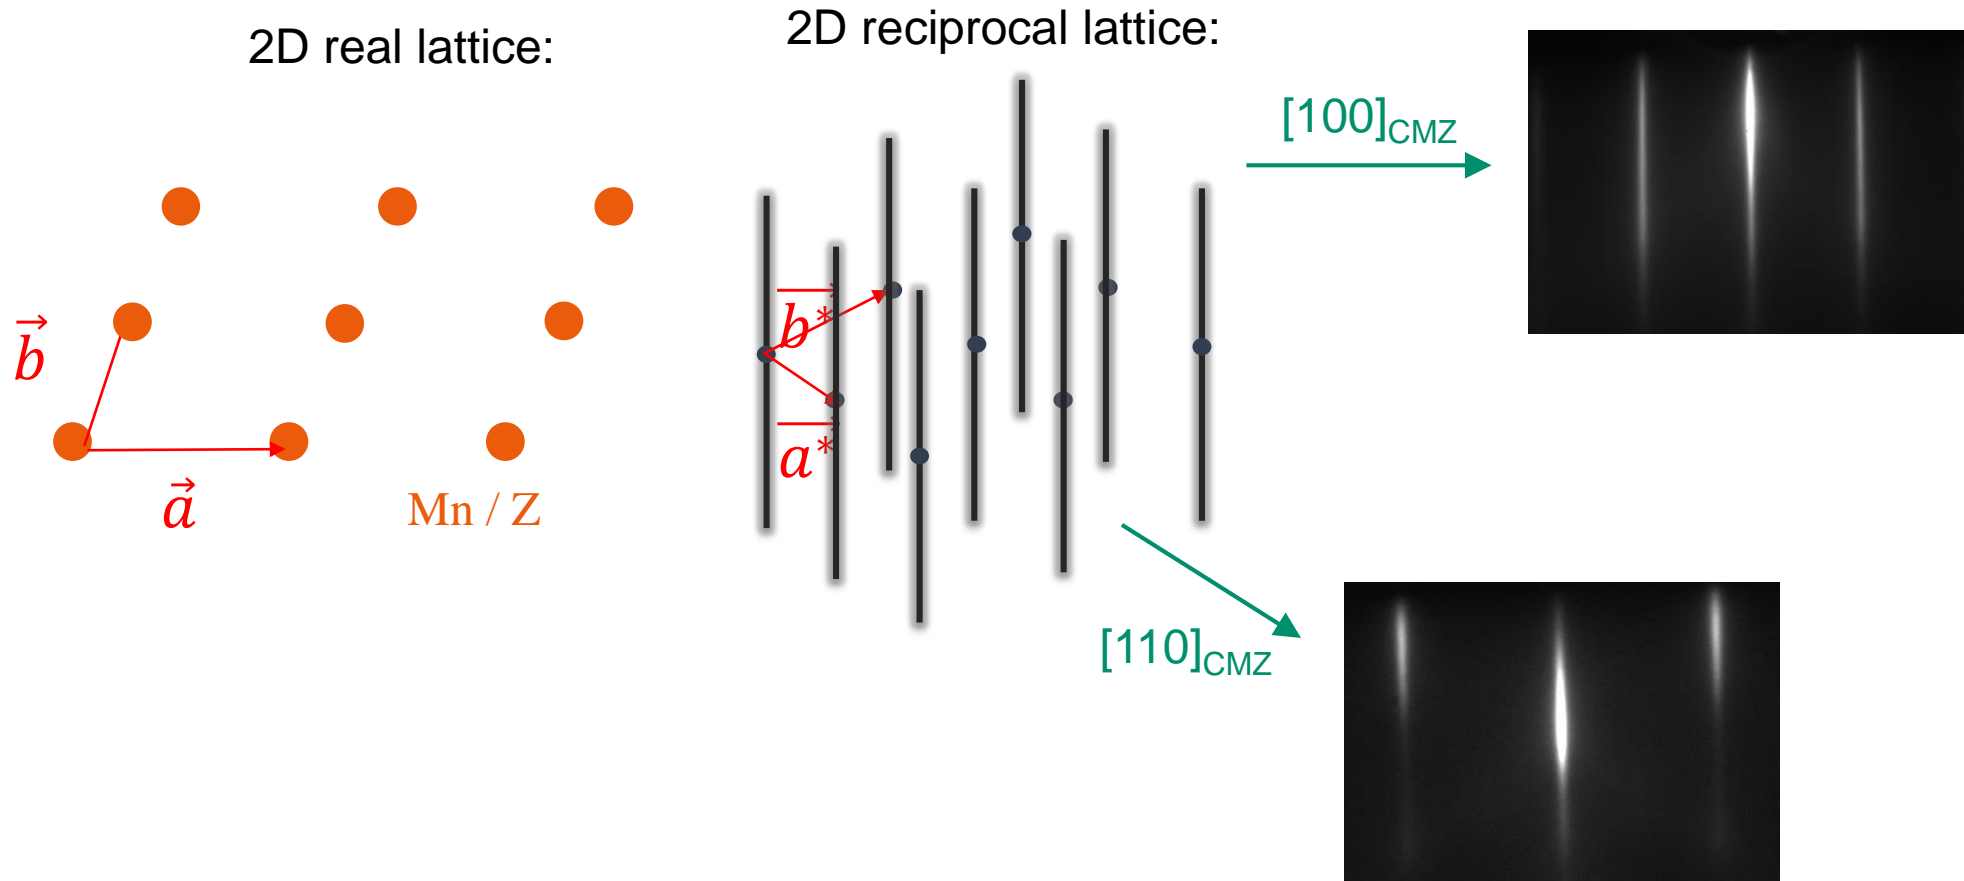 2D real lattice:
2D reciprocal lattice:
[100]CMZ
b⃗
b*⃗
a⃗
a*⃗
Mn / Z
[110]CMZ